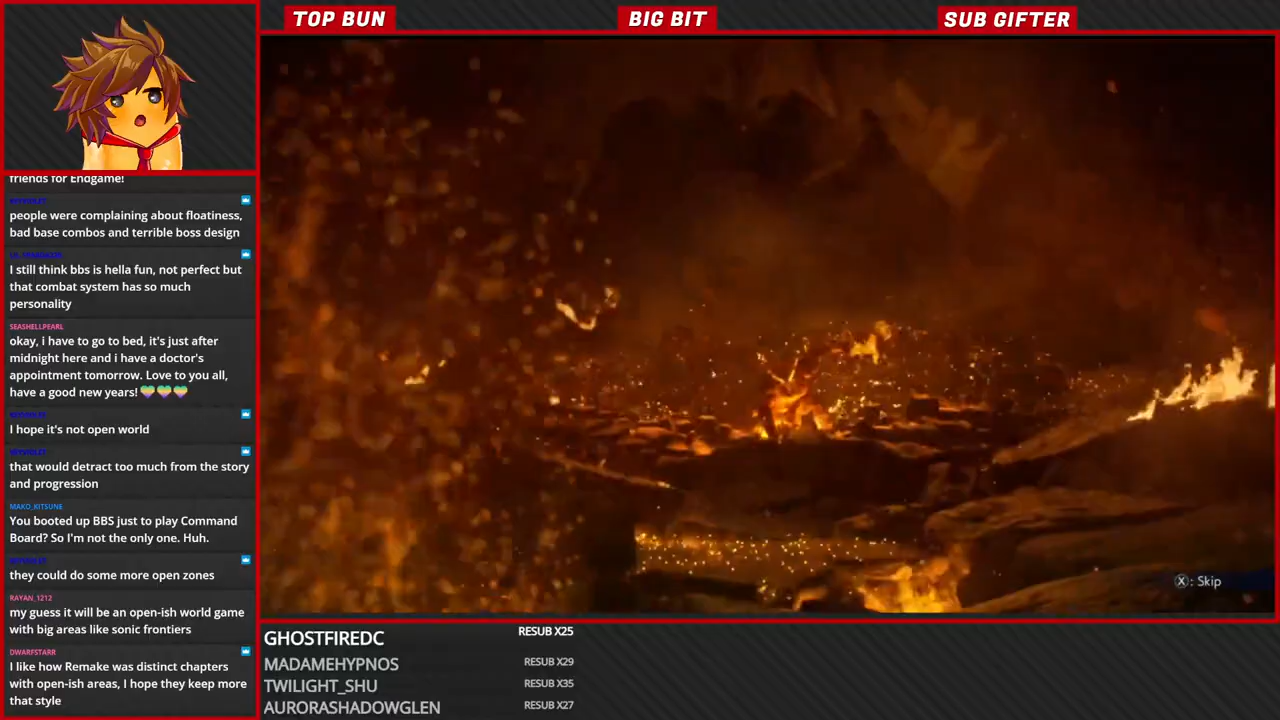 TOP BUN
BIG BIT
SUB GIFTER
friends for Endgame!
people were complaining about floatiness,
bad base combos and terrible boss design
I still think bbs is hella fun, not perfect but
that combat system has so much
personality
SEASHELLPEARL
okay, i have to go to bed, it's just after
midnight here and i have a doctor's
appointment tomorrow. Love to you all,
have a good new years!
I hope it's not open world
that would detract too much from the story
and progression
MAKO_KITSUNE
You booted up BBS just to play Command
Board? So I'm not the only one. Huh.
they could do some more open zones
RAYAN_1212
my guess it will be an open-ish world game
with big areas like sonic frontiers
DWARFSTARR
I like how Remake was distinct chapters
with open-ish areas, I hope they keep more
that style
X: Skip
GHOSTFIREDC RESUB X25
MADAMEHYPNOS RESUB X29
TWILIGHT_SHU RESUB X35
AURORASHADOWGLEN RESUB X27